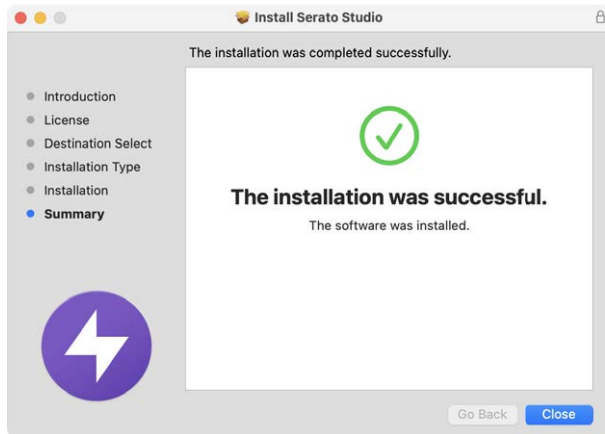 Install Serato Studio
The installation was completed successfully.
Introduction
License
Destination Select
Installation Type
Installation
Summary
The installation was successful.
The software was installed.
Go Back
Close